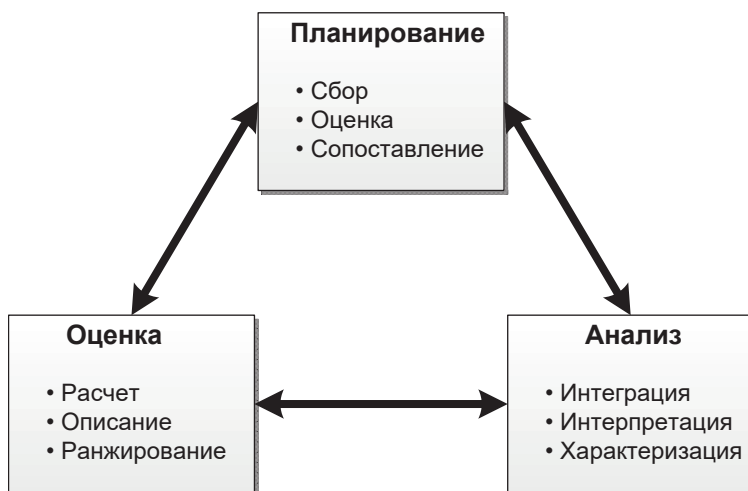 Планирование
• Сбор
• Оценка
• Сопоставление
Оценка
• Расчет
• Описание
• Ранжирование
Анализ
• Интеграция
• Интерпретация
• Характеризация